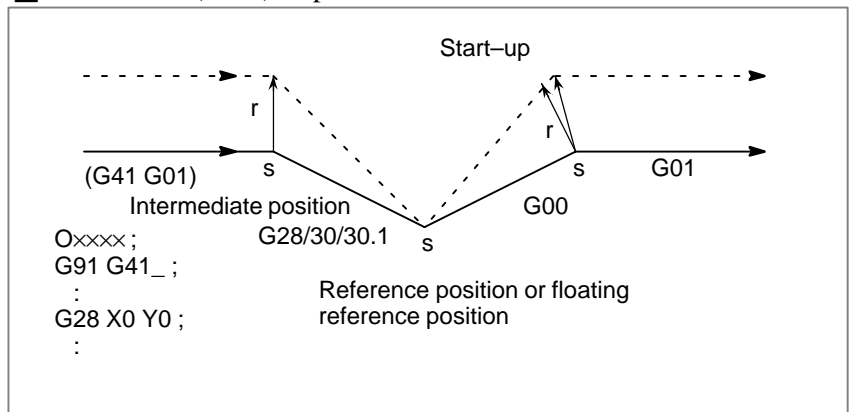 Start–up
r
r
(G41 G01)
s
s
G01
Intermediate position
G00
G28/30/30.1
s
O×××× ;
G91 G41_ ;
:
G28 X0 Y0 ;
:
Reference position or floating
reference position